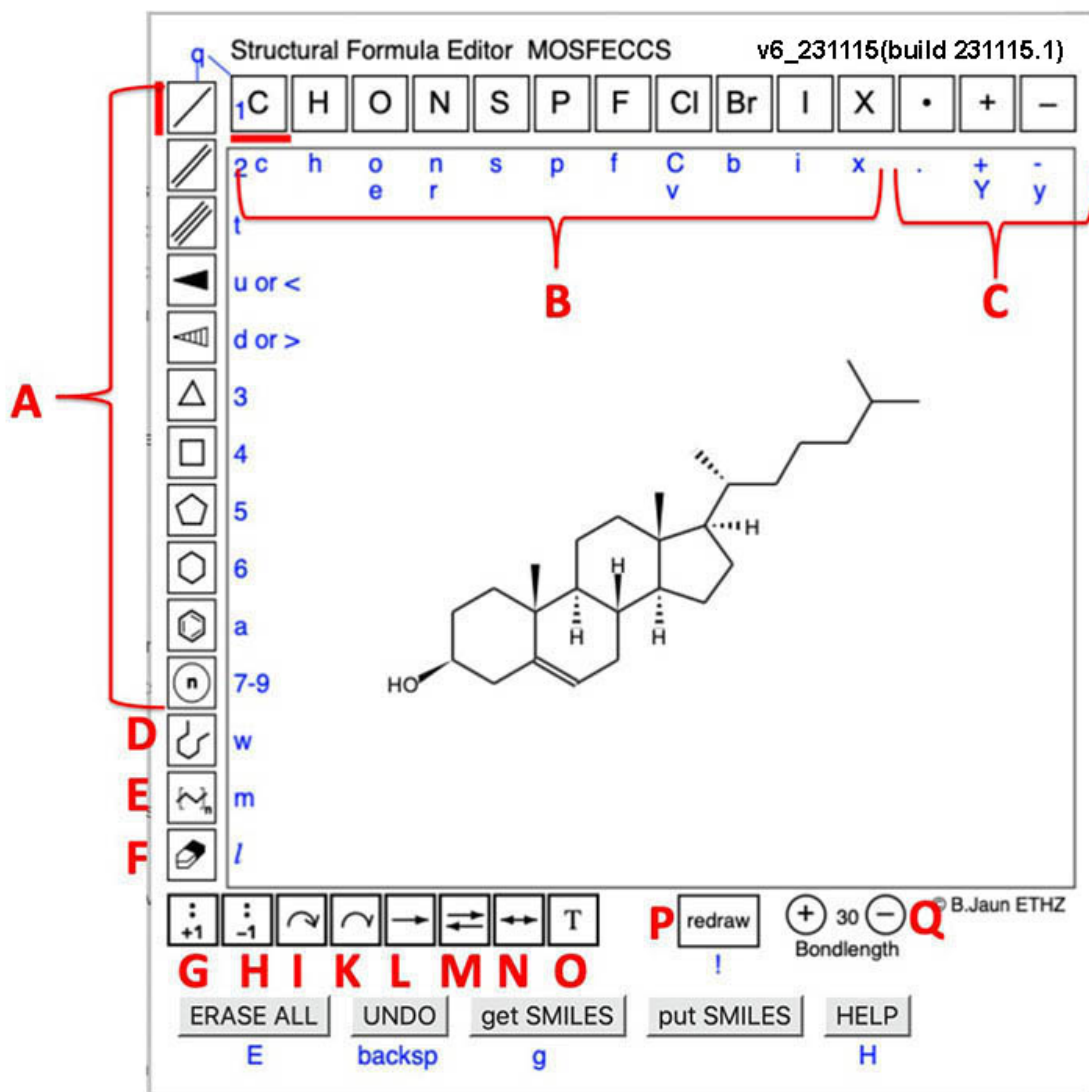 Structural Formula Editor MOSFECCS v6_231115(build 231115.1)
q
1 C H O N S P F Cl Br I X • + –
2 c h o n s p f C b i x . + -
e r v Y y
t
B C
u or <
d or >
A
3
4
5
6
H
H
a
H H
n 7-9
HO
D w
E n m
F l
+1 -1 T P redraw + 30 – Q © B.Jaun ETHZ
Bondlength
G H I K L M N O !
ERASE ALL UNDO get SMILES put SMILES HELP
E backsp g H